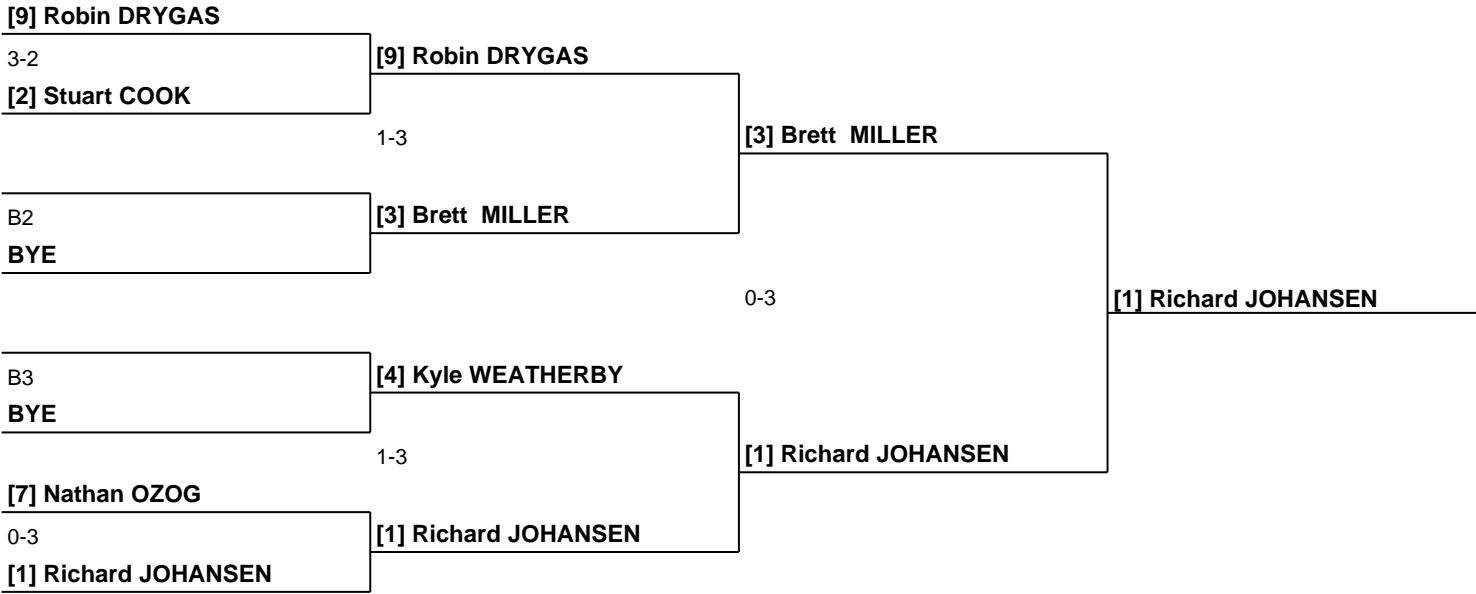 [9] Robin DRYGAS
3-2
[9] Robin DRYGAS
[2] Stuart COOK
1-3
[3] Brett  MILLER
B2
[3] Brett  MILLER
BYE
0-3
[1] Richard JOHANSEN
B3
[4] Kyle WEATHERBY
BYE
1-3
[1] Richard JOHANSEN
[7] Nathan OZOG
0-3
[1] Richard JOHANSEN
[1] Richard JOHANSEN